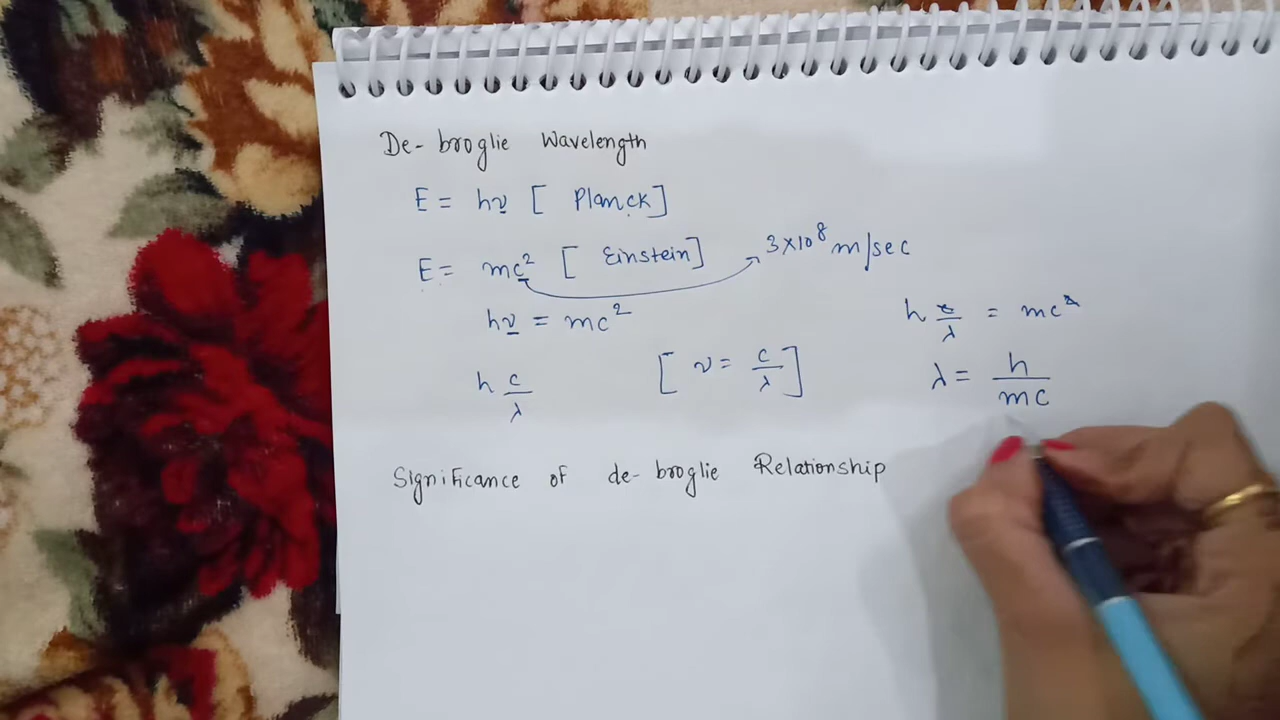 De-broglie Wavelength
E = hν [ Planck]
E = mc² [ Einstein] 3×10⁸ m/sec
hν = mc²
h c/λ = mc²
h c/λ [ ν = c/λ ]
λ = h/mc
Significance of de-broglie Relationship